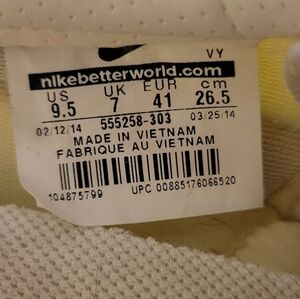 VY
nikebetterworld.com
US UK EUR cm
9.5 7 41 26.5
02/12/14 555258-303 03/25/14
MADE IN VIETNAM
FABRIQUE AU VIETNAM
104875799 UPC 00885176066520